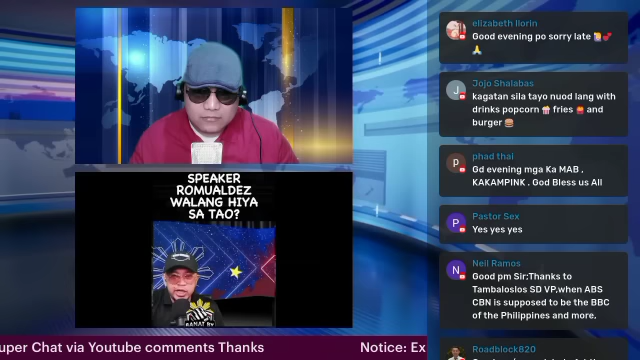 SPEAKER
ROMUALDEZ
WALANG HIYA
SA TAO?
uper Chat via Youtube comments Thanks
Notice: Ex
elizabeth llorin
Good evening po sorry late 🙋‍♀️💕
🙏
J
Jojo Shalabas
kagatan sila tayo nuod lang with
drinks popcorn 🍿 fries 🍟 and
burger 🍔
p
phad thai
Gd evening mga Ka MAB ,
KAKAMPINK , God Bless us All
P
Pastor Sex
Yes yes yes
N
Neil Ramos
Good pm Sir;Thanks to
Tambaloslos SD VP,when ABS
CBN is supposed to be the BBC
of the Philippines and more.
Roadblock820